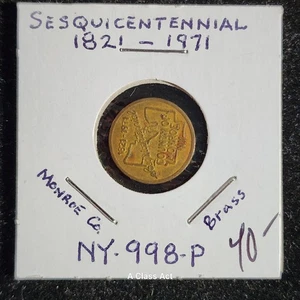 SESQUICENTENNIAL
1821 - 1971
MONROE CO.
Brass
NY-998-P
40-
A Class Act